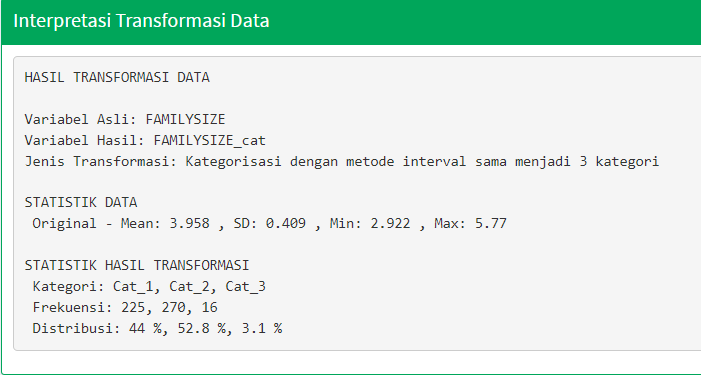 Interpretasi Transformasi Data
HASIL TRANSFORMASI DATA
Variabel Asli: FAMILYSIZE
Variabel Hasil: FAMILYSIZE_cat
Jenis Transformasi: Kategorisasi dengan metode interval sama menjadi 3 kategori
STATISTIK DATA
Original - Mean: 3.958 , SD: 0.409 , Min: 2.922 , Max: 5.77
STATISTIK HASIL TRANSFORMASI
Kategori: Cat_1, Cat_2, Cat_3
Frekuensi: 225, 270, 16
Distribusi: 44 %, 52.8 %, 3.1 %